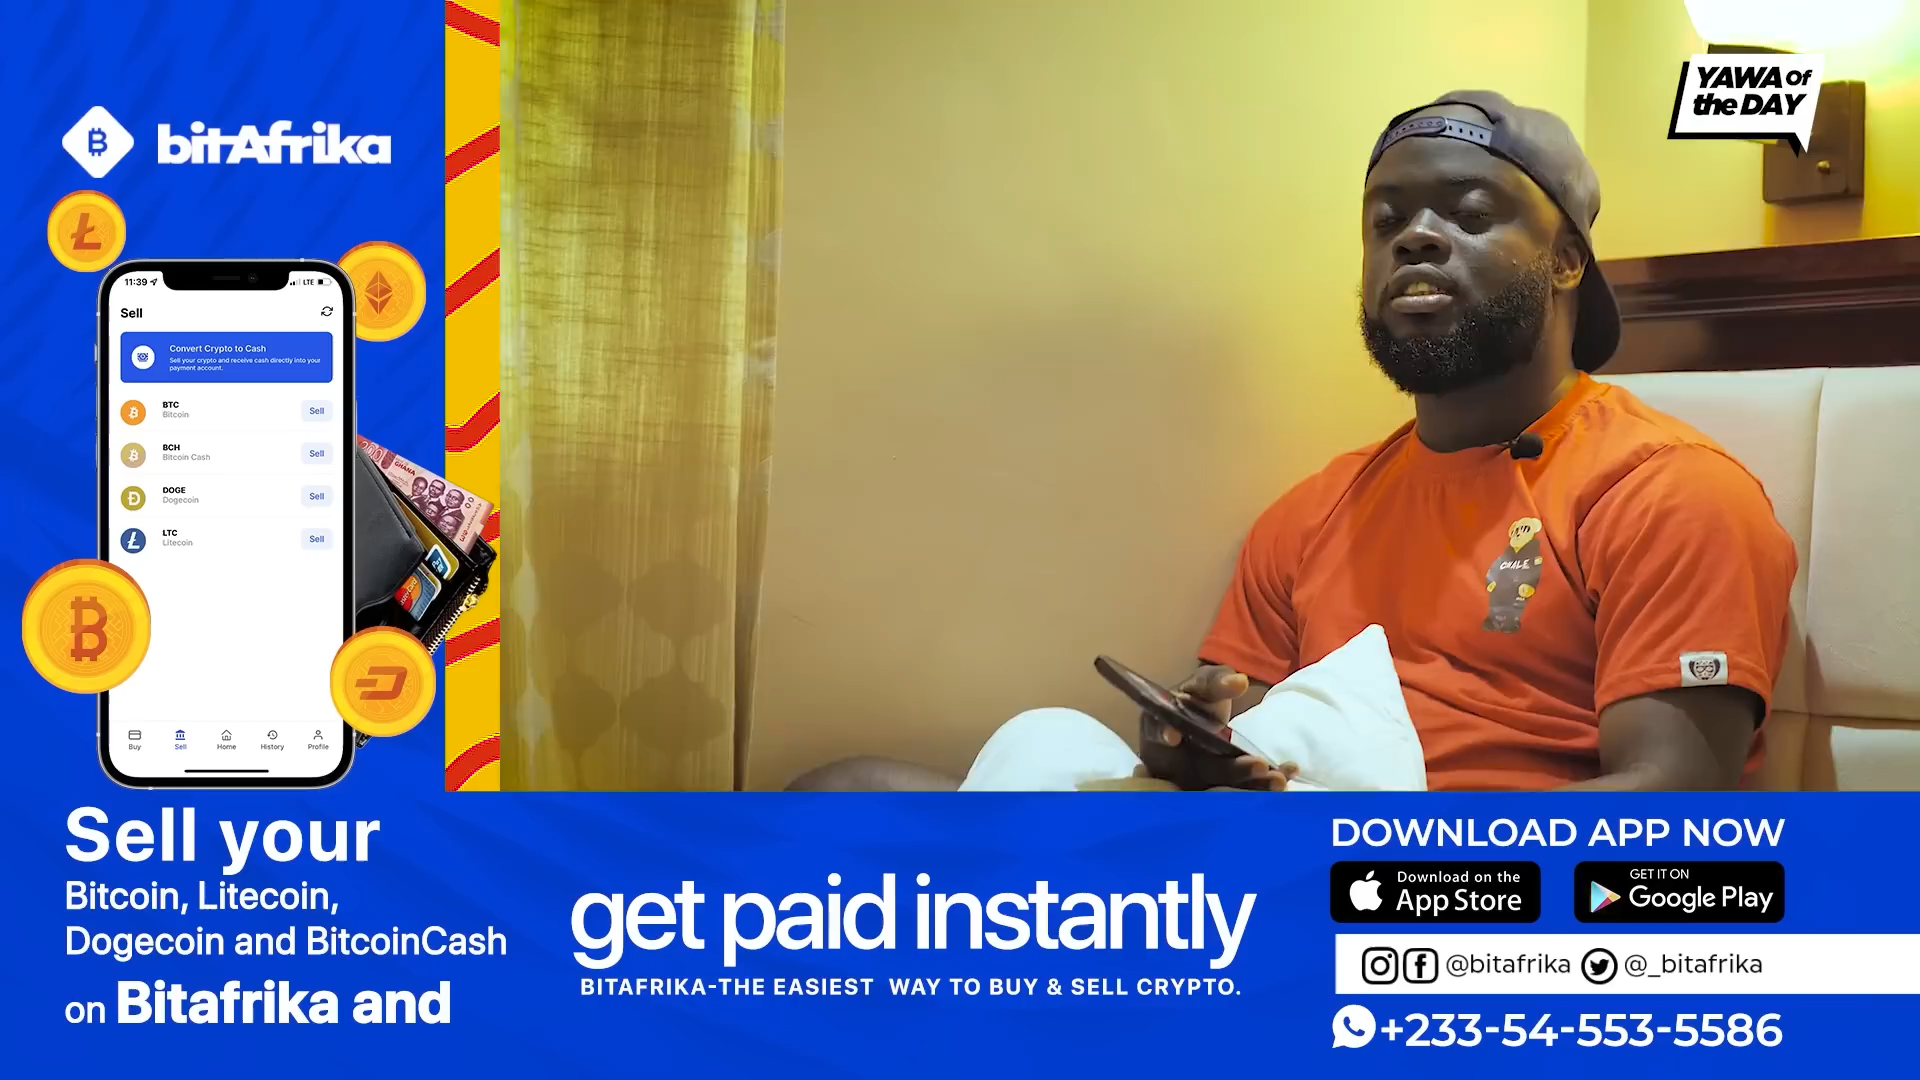 bitAfrika
11:39
LTE
Sell
Convert Crypto to Cash
Sell your crypto and receive cash directly into your
payment account.
BTC
Bitcoin
Sell
BCH
Bitcoin Cash
Sell
DOGE
Dogecoin
Sell
LTC
Litecoin
Sell
Buy
Sell
Home
History
Profile
GHANA
YAWA of
the DAY
Sell your
Bitcoin, Litecoin,
Dogecoin and BitcoinCash
on Bitafrika and
get paid instantly
BITAFRIKA-THE EASIEST WAY TO BUY & SELL CRYPTO.
DOWNLOAD APP NOW
Download on the
App Store
GET IT ON
Google Play
@bitafrika @_bitafrika
+233-54-553-5586